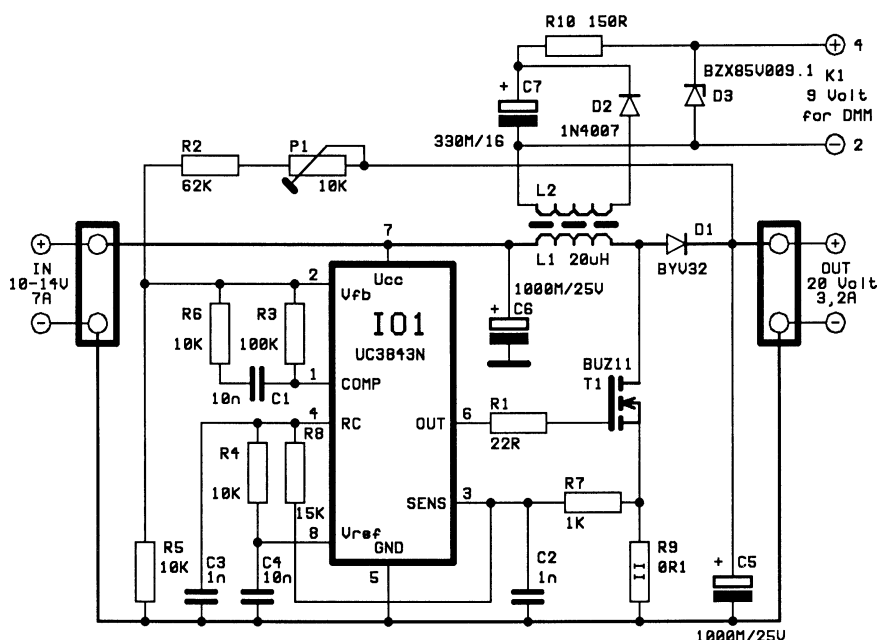 R10 150R
4
BZX85V009.1
K1
+
C7
D2
D3
9 Volt
for DMM
1N4007
330M/16
2
R2
P1
62K
10K
L2
7
D1
IN
10-14V
7A
L1
20uH
BYV32
OUT
20 Volt
3,2A
Ucc
2
Vfb
1000M/25V
+
C6
R6
R3
IO1
10K
100K
UC3843N
BUZ11
T1
1
COMP
10n
C1
4
RC
R1
6
OUT
R8
22R
R4
10K
R7
3
SENS
15K
1K
8
Vref
GND
R5
10K
C3
1n
C4
10n
5
C2
1n
R9
0R1
II
+
C5
1000M/25V